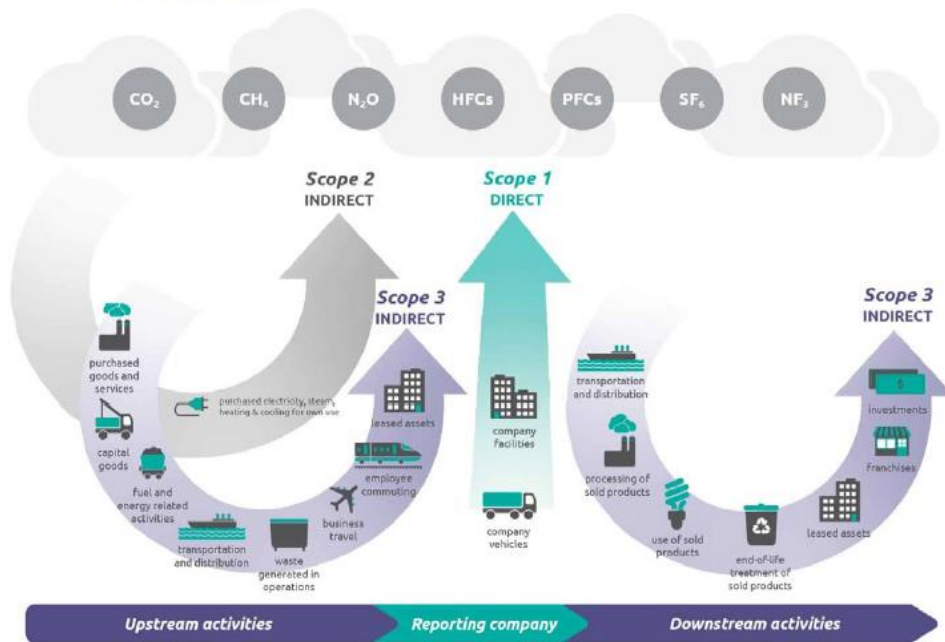 CO₂
CH₄
N₂O
HFCs
PFCs
SF₆
NF₃
Scope 2
INDIRECT
Scope 1
DIRECT
Scope 3
INDIRECT
Scope 3
INDIRECT
purchased
goods and
services
capital
goods
fuel and
energy related
activities
purchased electricity, steam,
heating & cooling for own use
transportation
and distribution
waste
generated in
operations
business
travel
employee
commuting
leased assets
company
facilities
company
vehicles
transportation
and distribution
processing of
sold products
use of sold
products
end-of-life
treatment of
sold products
leased assets
franchises
$
investments
Upstream activities
Reporting company
Downstream activities